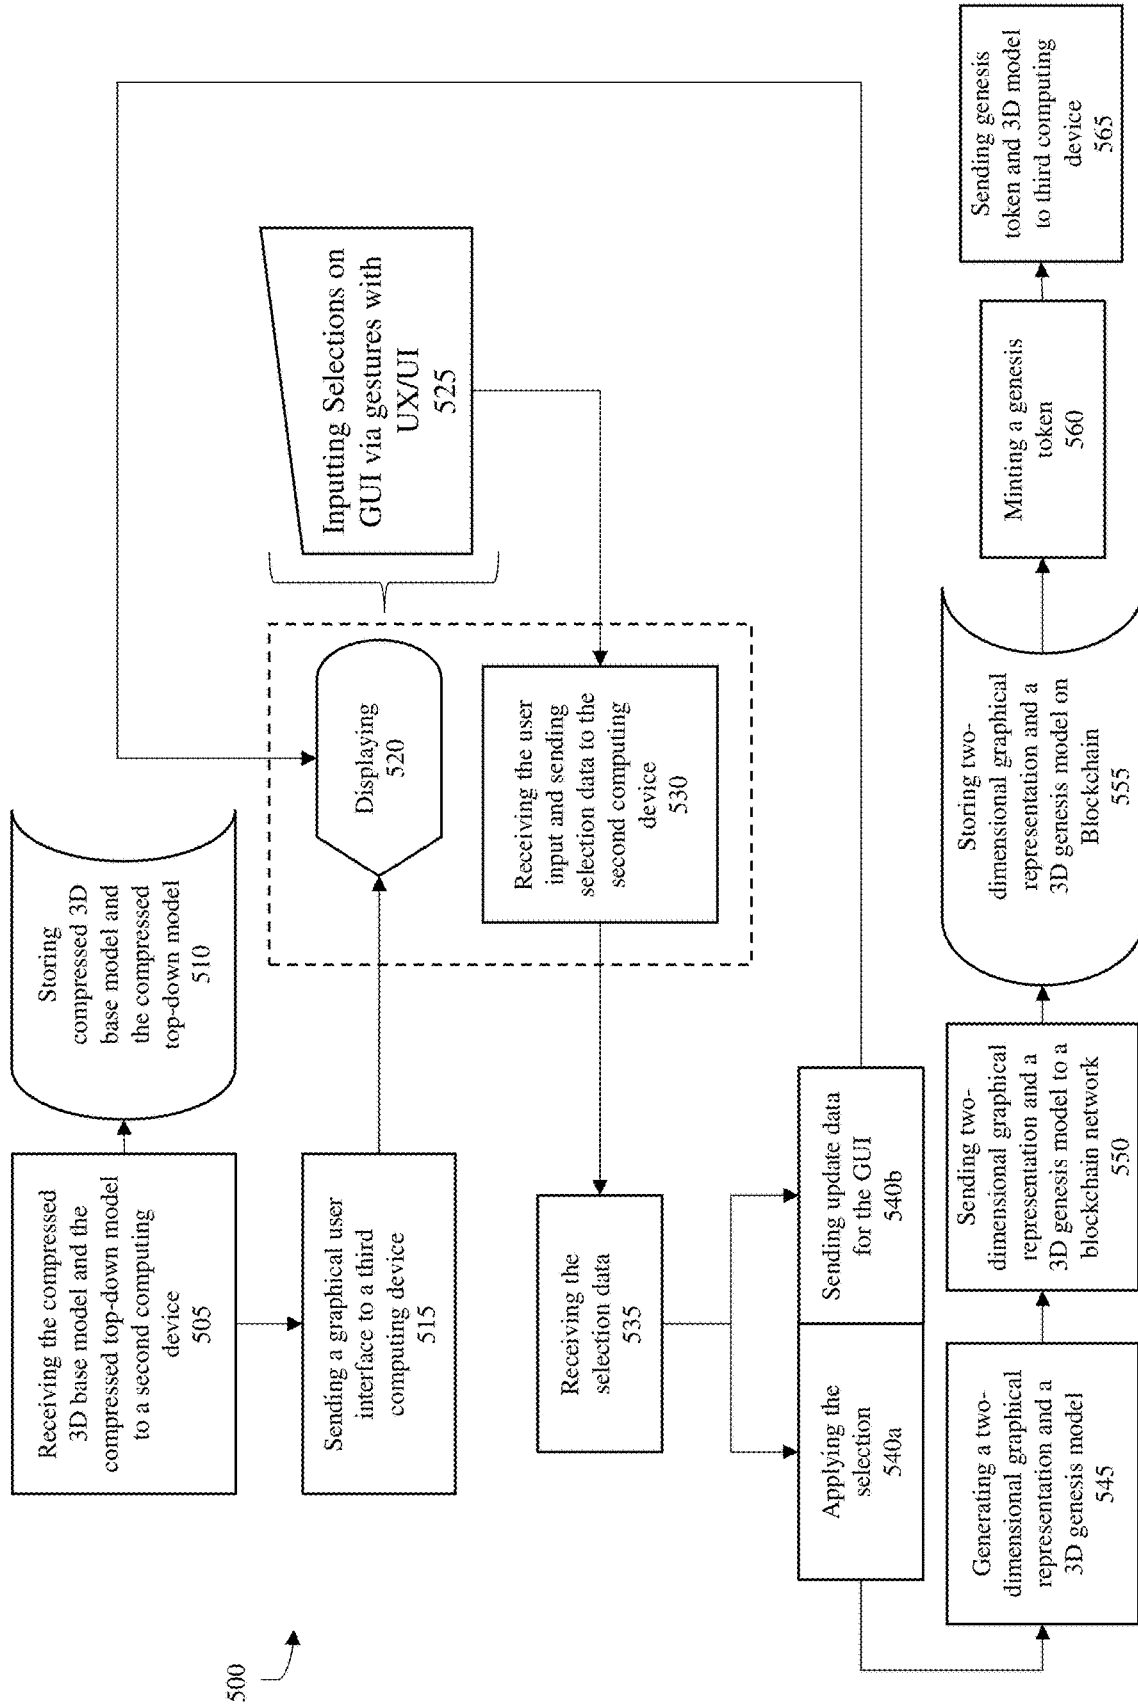 500
Receiving the compressed
3D base model and the
compressed top-down model
to a second computing
device
505
Storing
compressed 3D
base model and
the compressed
top-down model
510
Sending a graphical user
interface to a third
computing device
515
Displaying
520
Inputting Selections on
GUI via gestures with
UX/UI
525
Receiving the user
input and sending
selection data to the
second computing
device
530
Receiving the
selection data
535
Applying the
selection
540a
Sending update data
for the GUI
540b
Generating a two-
dimensional graphical
representation and a
3D genesis model
545
Sending two-
dimensional graphical
representation and a
3D genesis model to a
blockchain network
550
Storing two-
dimensional graphical
representation and a
3D genesis model on
Blockchain
555
Minting a genesis
token
560
Sending genesis
token and 3D model
to third computing
device
565